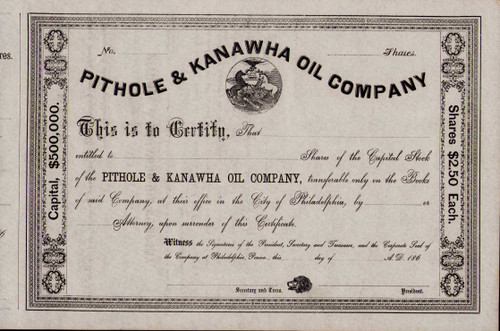 res.
No.
Shares.
PITHOLE & KANAWHA OIL COMPANY
Capital, $500,000.
Shares $2.50 Each.
This is to Certify, That
entitled to Shares of the Capital Stock
of the PITHOLE & KANAWHA OIL COMPANY, transferable only on the Books
of said Company, at their office in the City of Philadelphia, by or
Attorney, upon surrender of this Certificate.
Witness the Signatures of the President, Secretary and Treasurer, and the Corporate Seal of
the Company at Philadelphia, Penna., this day of A.D. 186
Secretary and Treas. President.
6